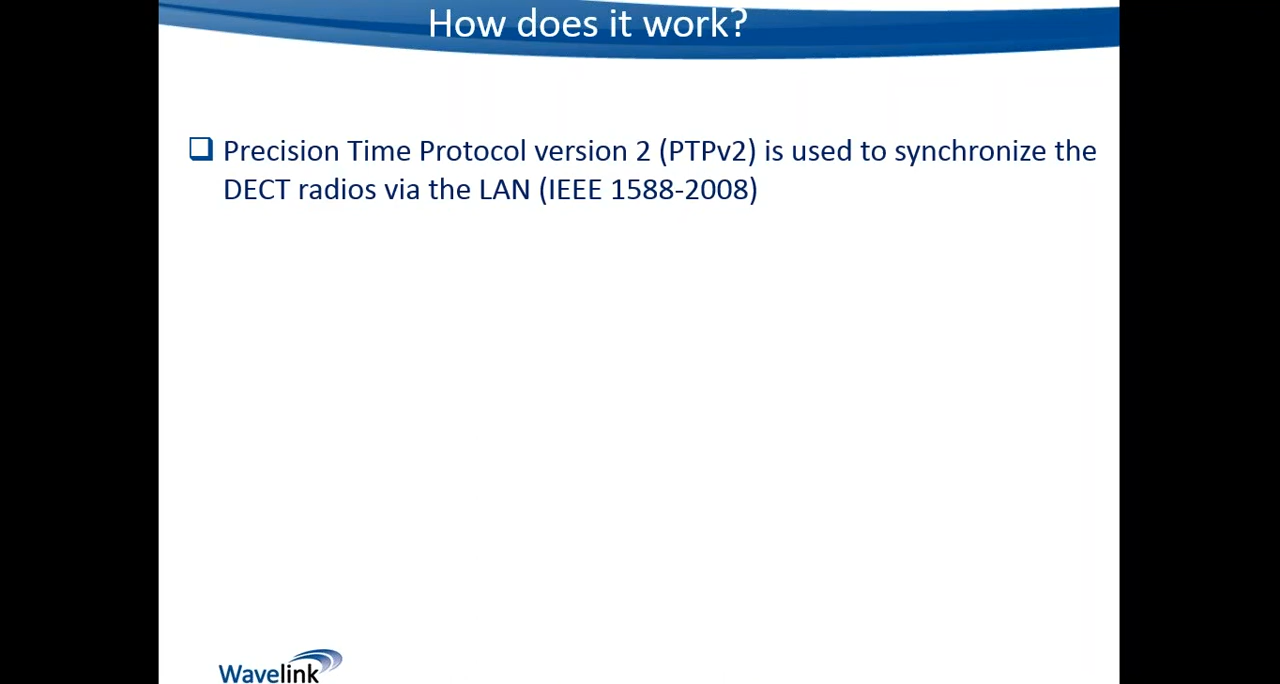 How does it work?
Precision Time Protocol version 2 (PTPv2) is used to synchronize the
DECT radios via the LAN (IEEE 1588-2008)
Wavelink